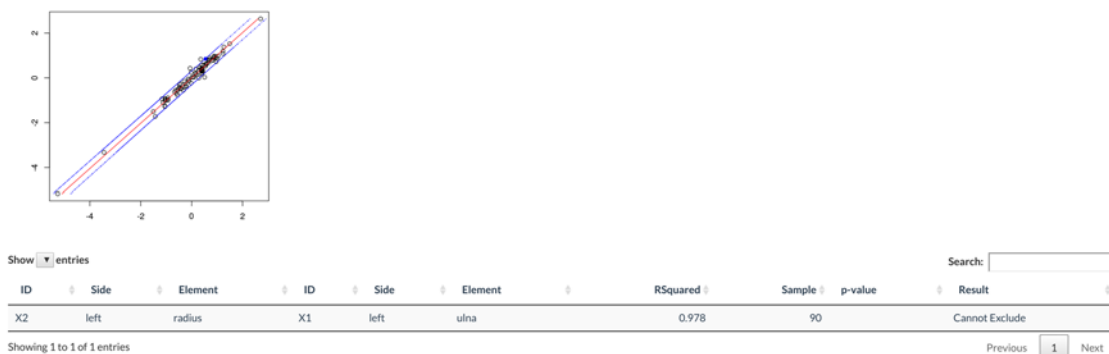 2
0
-2
-4
-4 -2 0 2
Show entries Search:
ID Side Element ID Side Element RSquared Sample p-value Result
X2 left radius X1 left ulna 0.978 90 Cannot Exclude
Showing 1 to 1 of 1 entries Previous 1 Next